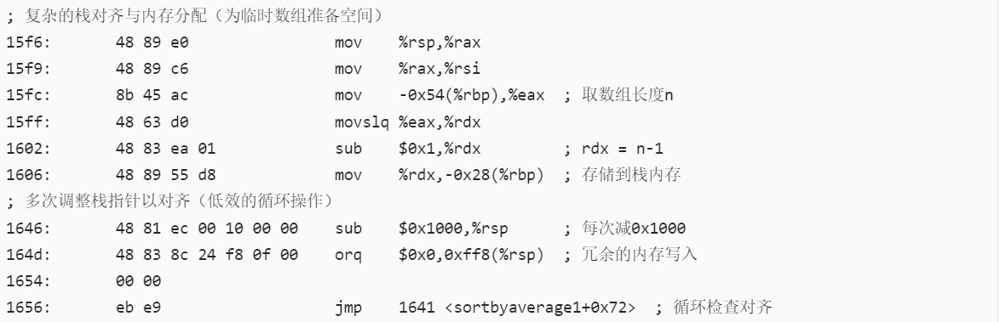 ; 复杂的栈对齐与内存分配（为临时数组准备空间）
15f6: 48 89 e0 mov %rsp,%rax
15f9: 48 89 c6 mov %rax,%rsi
15fc: 8b 45 ac mov -0x54(%rbp),%eax ; 取数组长度n
15ff: 48 63 d0 movslq %eax,%rdx
1602: 48 83 ea 01 sub $0x1,%rdx ; rdx = n-1
1606: 48 89 55 d8 mov %rdx,-0x28(%rbp) ; 存储到栈内存
; 多次调整栈指针以对齐（低效的循环操作）
1646: 48 81 ec 00 10 00 00 sub $0x1000,%rsp ; 每次减0x1000
164d: 48 83 8c 24 f8 0f 00 orq $0x0,0xff8(%rsp) ; 冗余的内存写入
1654: 00 00
1656: eb e9 jmp 1641 <sortbyaverage1+0x72> ; 循环检查对齐